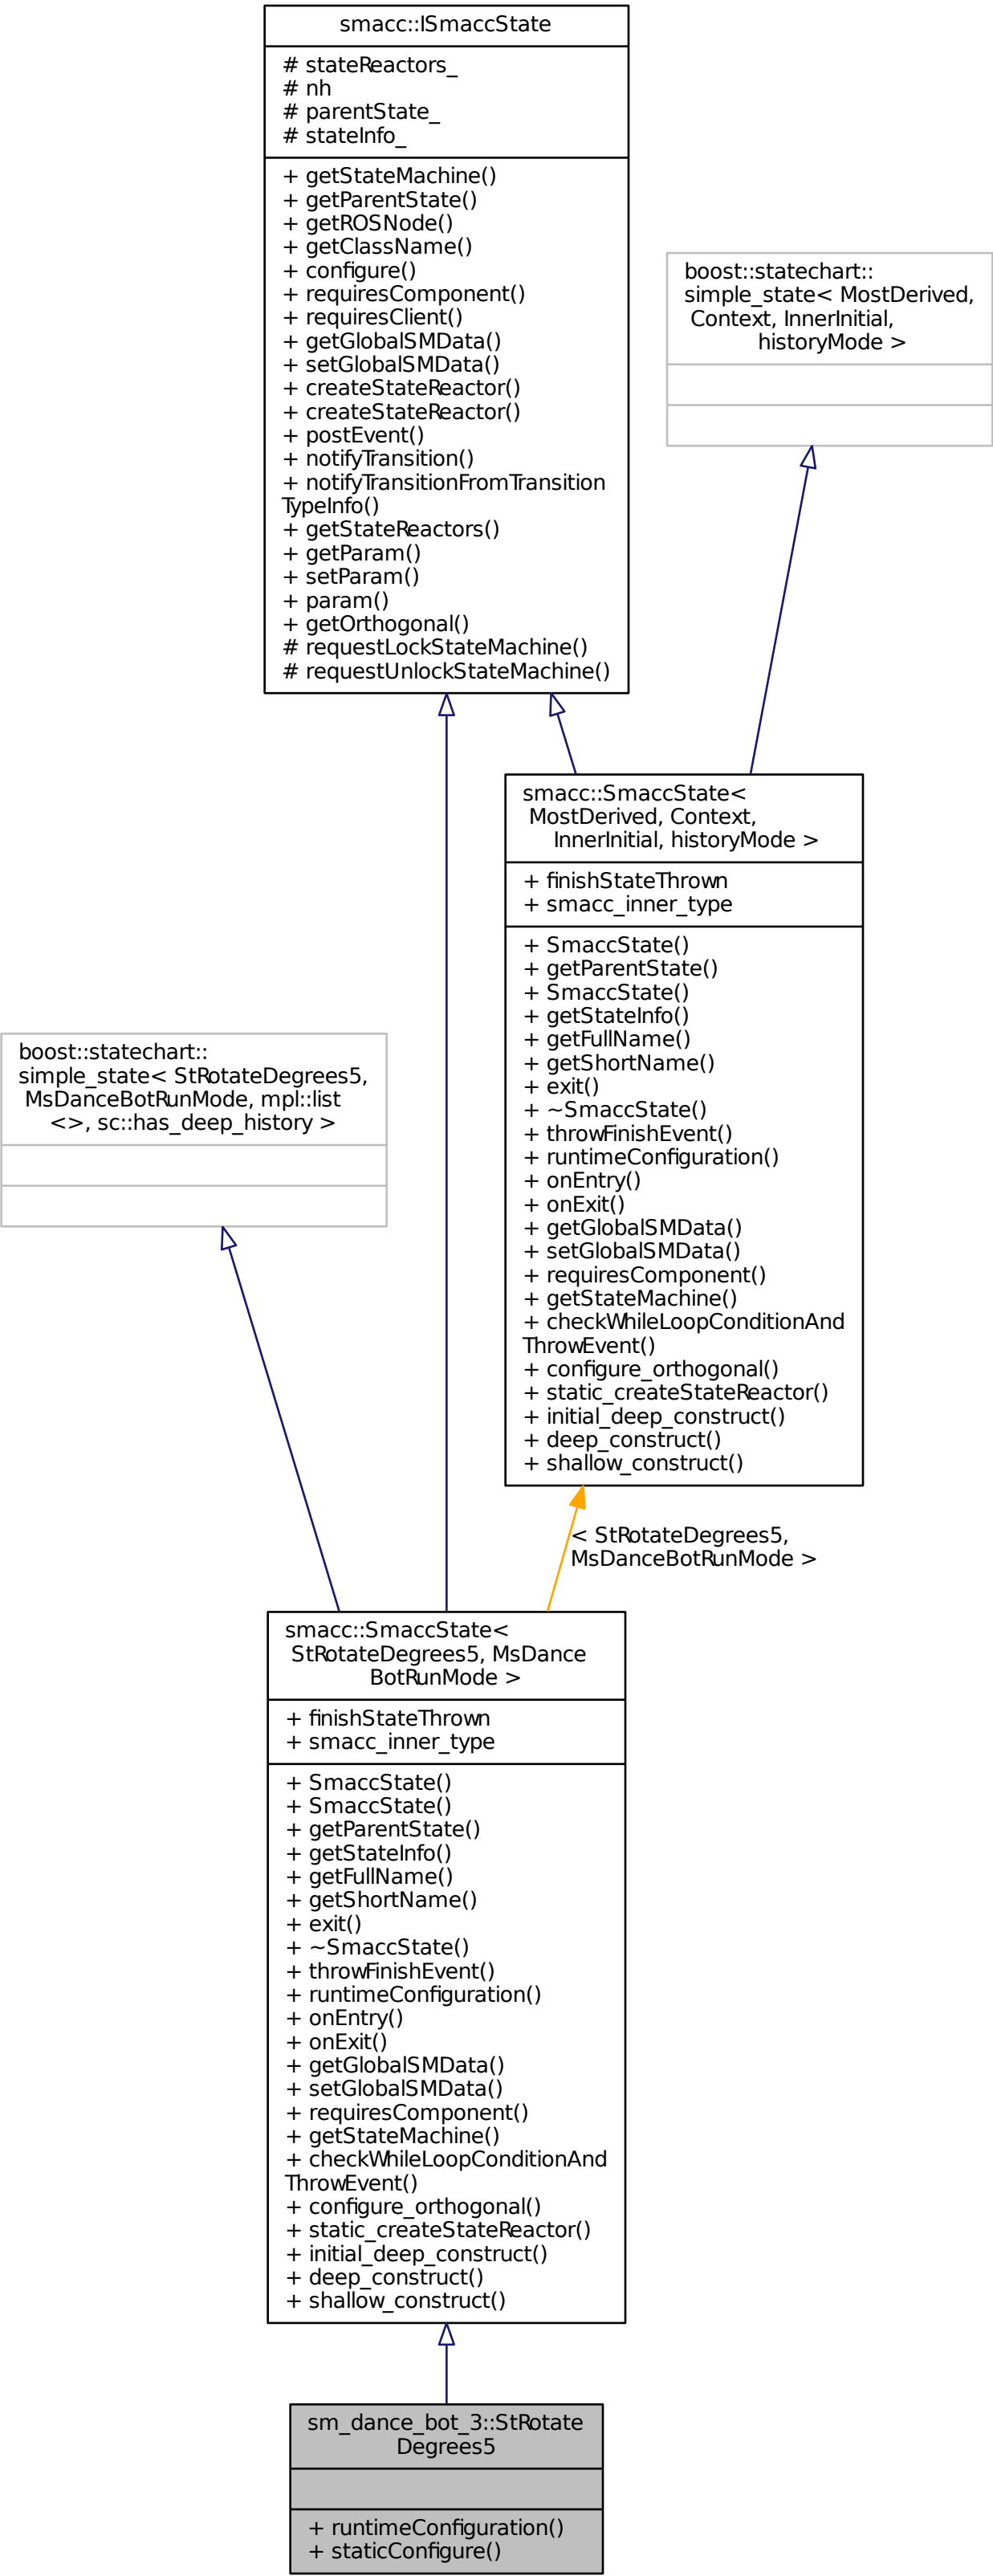 smacc::ISmaccState
# stateReactors_
# nh
# parentState_
# stateInfo_
+ getStateMachine()
+ getParentState()
+ getROSNode()
+ getClassName()
+ configure()
+ requiresComponent()
+ requiresClient()
+ getGlobalSMData()
+ setGlobalSMData()
+ createStateReactor()
+ createStateReactor()
+ postEvent()
+ notifyTransition()
+ notifyTransitionFromTransition
TypeInfo()
+ getStateReactors()
+ getParam()
+ setParam()
+ param()
+ getOrthogonal()
# requestLockStateMachine()
# requestUnlockStateMachine()
boost::statechart::
simple_state< MostDerived,
Context, InnerInitial,
historyMode >
smacc::SmaccState<
MostDerived, Context,
InnerInitial, historyMode >
+ finishStateThrown
+ smacc_inner_type
+ SmaccState()
+ getParentState()
+ SmaccState()
+ getStateInfo()
+ getFullName()
+ getShortName()
+ exit()
+ ~SmaccState()
+ throwFinishEvent()
+ runtimeConfiguration()
+ onEntry()
+ onExit()
+ getGlobalSMData()
+ setGlobalSMData()
+ requiresComponent()
+ getStateMachine()
+ checkWhileLoopConditionAnd
ThrowEvent()
+ configure_orthogonal()
+ static_createStateReactor()
+ initial_deep_construct()
+ deep_construct()
+ shallow_construct()
boost::statechart::
simple_state< StRotateDegrees5,
MsDanceBotRunMode, mpl::list
<>, sc::has_deep_history >
< StRotateDegrees5,
MsDanceBotRunMode >
smacc::SmaccState<
StRotateDegrees5, MsDance
BotRunMode >
+ finishStateThrown
+ smacc_inner_type
+ SmaccState()
+ SmaccState()
+ getParentState()
+ getStateInfo()
+ getFullName()
+ getShortName()
+ exit()
+ ~SmaccState()
+ throwFinishEvent()
+ runtimeConfiguration()
+ onEntry()
+ onExit()
+ getGlobalSMData()
+ setGlobalSMData()
+ requiresComponent()
+ getStateMachine()
+ checkWhileLoopConditionAnd
ThrowEvent()
+ configure_orthogonal()
+ static_createStateReactor()
+ initial_deep_construct()
+ deep_construct()
+ shallow_construct()
sm_dance_bot_3::StRotate
Degrees5
+ runtimeConfiguration()
+ staticConfigure()